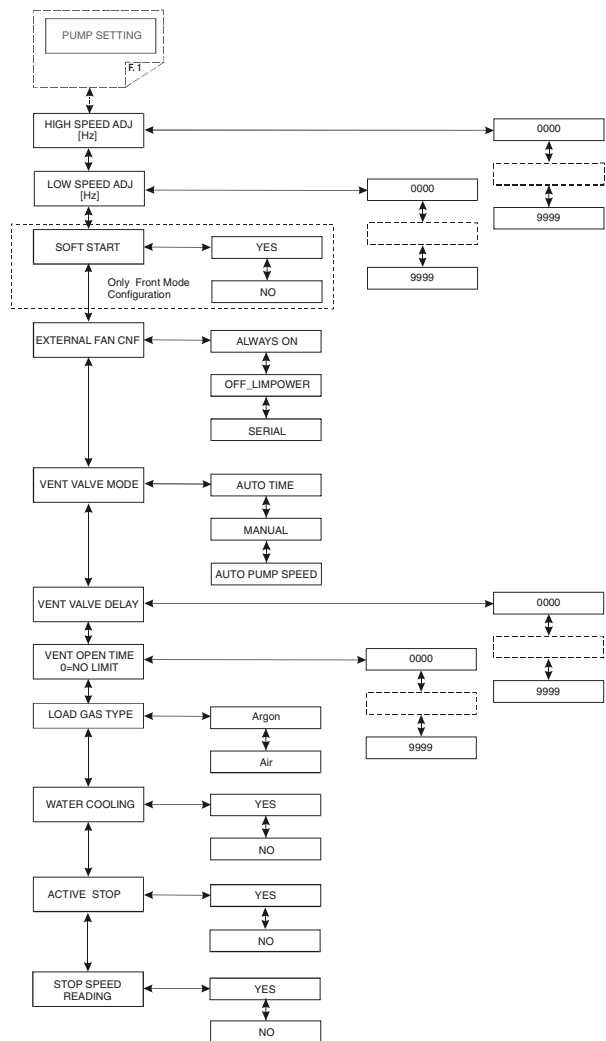 PUMP SETTING
F. 1
HIGH SPEED ADJ
[Hz]
0000
9999
LOW SPEED ADJ
[Hz]
0000
9999
SOFT START
YES
NO
Only Front Mode
Configuration
EXTERNAL FAN CNF
ALWAYS ON
OFF_LIMPOWER
SERIAL
VENT VALVE MODE
AUTO TIME
MANUAL
AUTO PUMP SPEED
VENT VALVE DELAY
0000
9999
VENT OPEN TIME
0=NO LIMIT
0000
9999
LOAD GAS TYPE
Argon
Air
WATER COOLING
YES
NO
ACTIVE STOP
YES
NO
STOP SPEED
READING
YES
NO